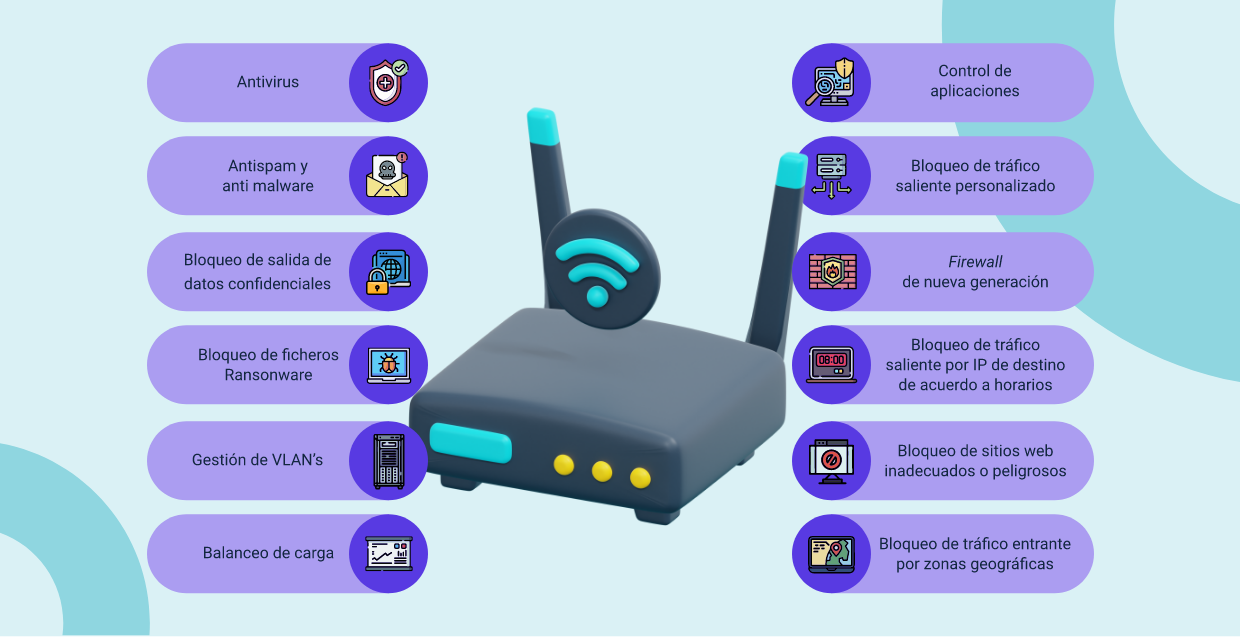 Antivirus
Antispam y
anti malware
Bloqueo de salida de
datos confidenciales
Bloqueo de ficheros
Ransonware
Gestión de VLAN's
Balanceo de carga
Control de
aplicaciones
Bloqueo de tráfico
saliente personalizado
Firewall
de nueva generación
08:00
Bloqueo de tráfico
saliente por IP de destino
de acuerdo a horarios
Bloqueo de sitios web
inadecuados o peligrosos
Bloqueo de tráfico entrante
por zonas geográficas